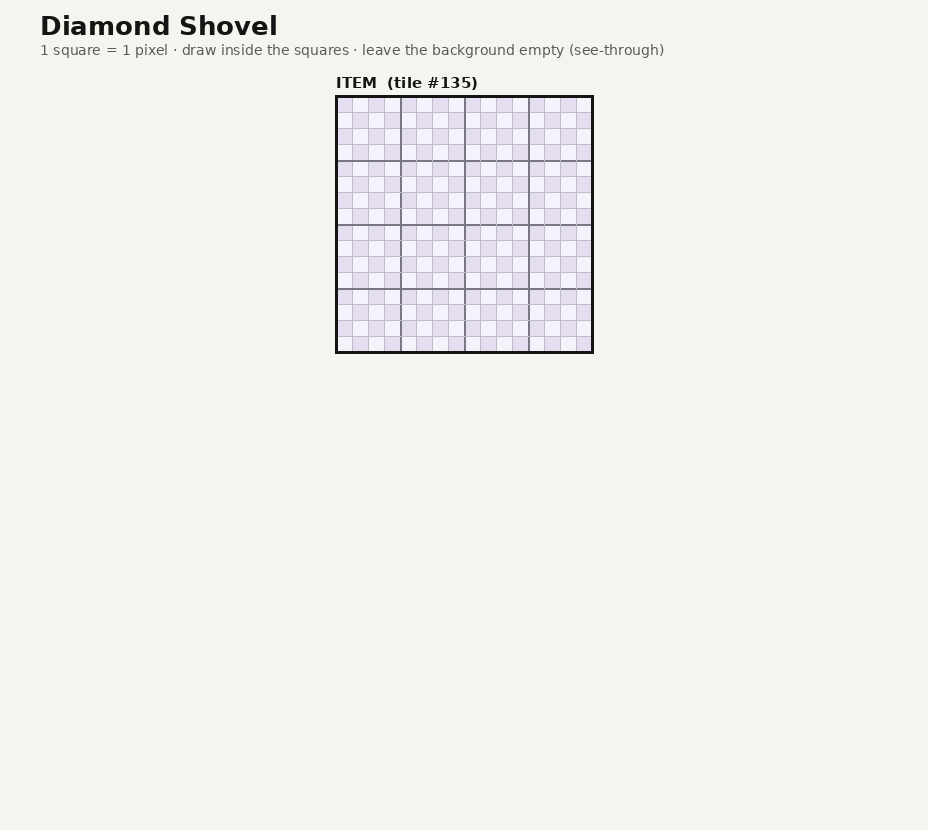 Diamond Shovel
1 square = 1 pixel · draw inside the squares · leave the background empty (see-through)
ITEM (tile #135)